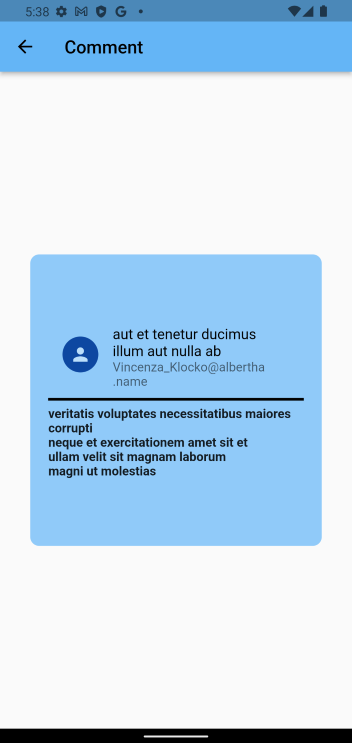 5:38
Comment
aut et tenetur ducimus
illum aut nulla ab
Vincenza_Klocko@albertha
.name
veritatis voluptates necessitatibus maiores
corrupti
neque et exercitationem amet sit et
ullam velit sit magnam laborum
magni ut molestias